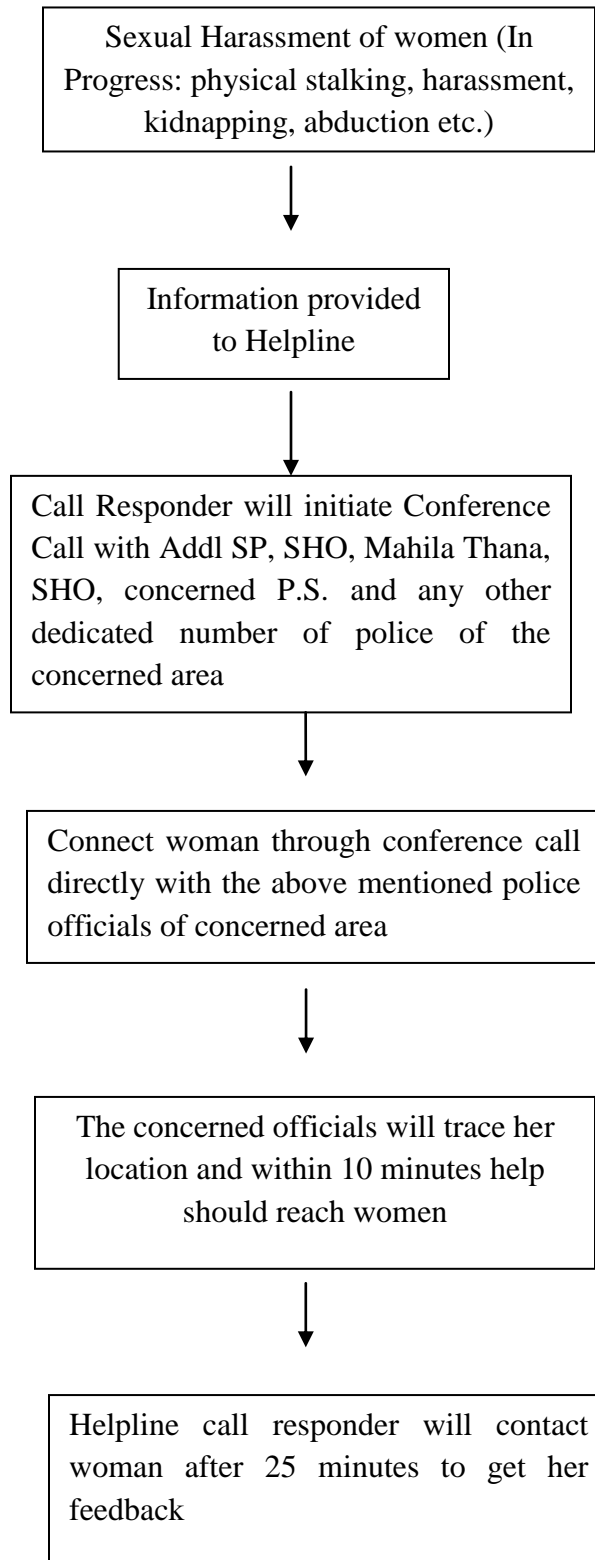 Sexual Harassment of women (In
Progress: physical stalking, harassment,
kidnapping, abduction etc.)
Information provided
to Helpline
Call Responder will initiate Conference
Call with Addl SP, SHO, Mahila Thana,
SHO, concerned P.S. and any other
dedicated number of police of the
concerned area
Connect woman through conference call
directly with the above mentioned police
officials of concerned area
The concerned officials will trace her
location and within 10 minutes help
should reach women
Helpline call responder will contact
woman after 25 minutes to get her
feedback